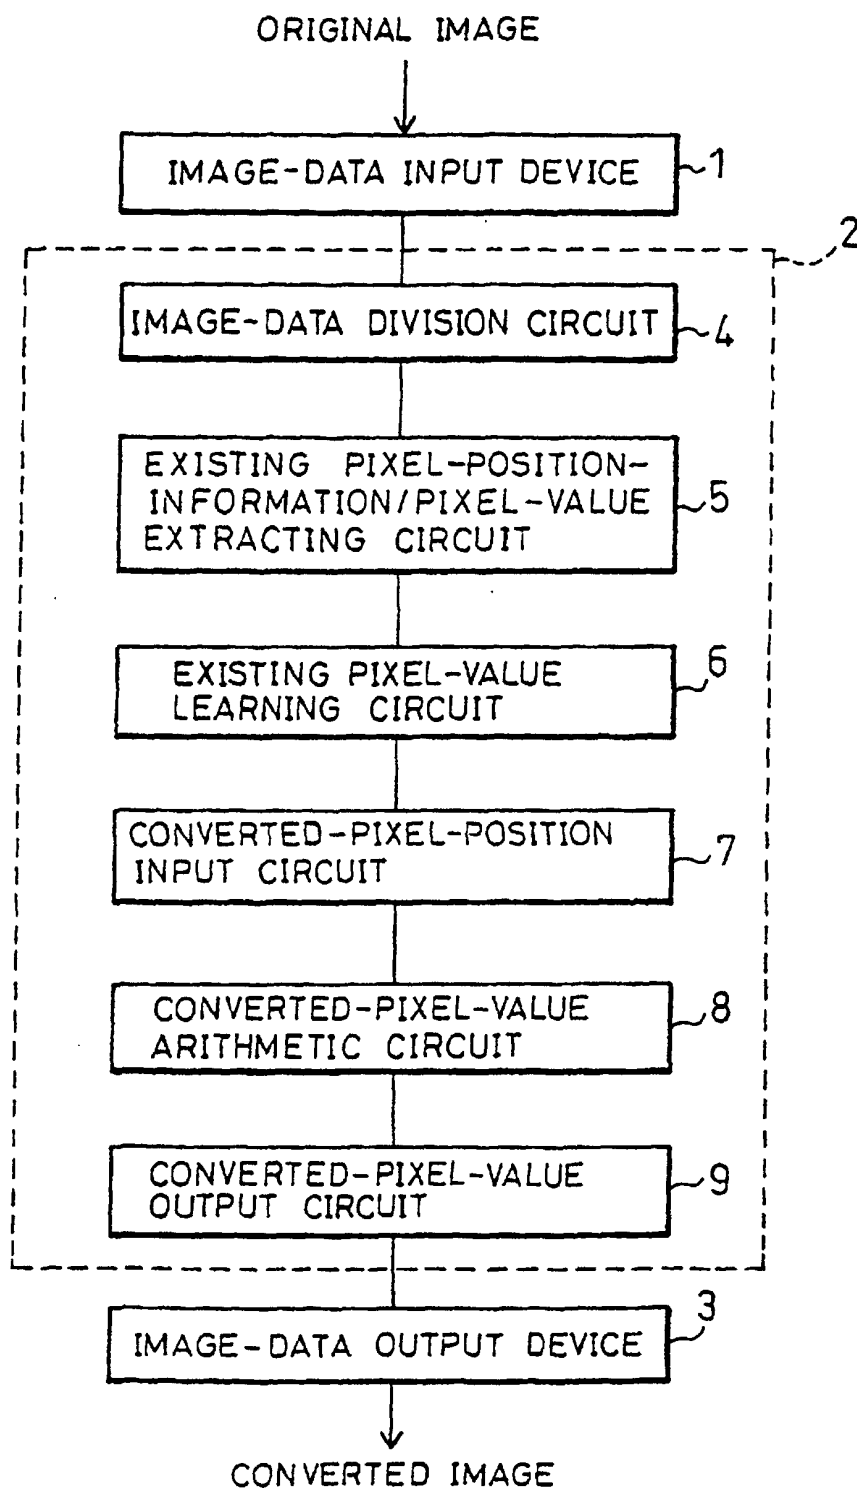 ORIGINAL IMAGE
IMAGE-DATA INPUT DEVICE
1
2
IMAGE-DATA DIVISION CIRCUIT
4
EXISTING PIXEL-POSITION-
INFORMATION/PIXEL-VALUE
EXTRACTING CIRCUIT
5
EXISTING PIXEL-VALUE
LEARNING CIRCUIT
6
CONVERTED-PIXEL-POSITION
INPUT CIRCUIT
7
CONVERTED-PIXEL-VALUE
ARITHMETIC CIRCUIT
8
CONVERTED-PIXEL-VALUE
OUTPUT CIRCUIT
9
IMAGE-DATA OUTPUT DEVICE
3
CONVERTED IMAGE